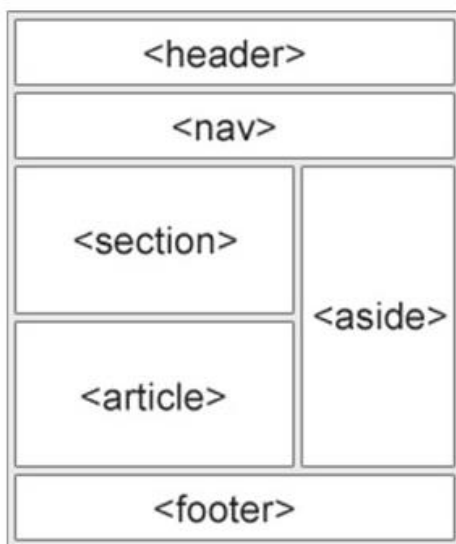 <header>
<nav>
<section>
<aside>
<article>
<footer>